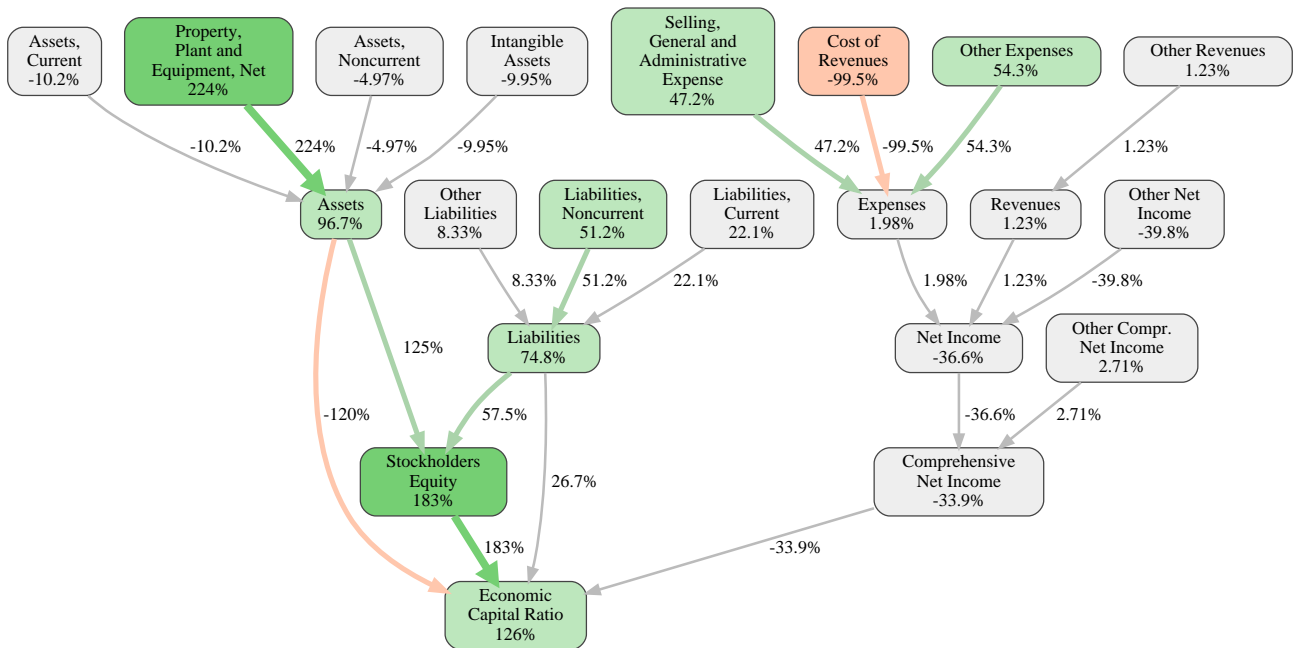 Assets,
Current
-10.2%
Property,
Plant and
Equipment, Net
224%
Assets,
Noncurrent
-4.97%
Intangible
Assets
-9.95%
Selling,
General and
Administrative
Expense
47.2%
Cost of
Revenues
-99.5%
Other Expenses
54.3%
Other Revenues
1.23%
-10.2%
224%
-4.97%
-9.95%
47.2%
-99.5%
54.3%
1.23%
Assets
96.7%
Other
Liabilities
8.33%
Liabilities,
Noncurrent
51.2%
Liabilities,
Current
22.1%
Expenses
1.98%
Revenues
1.23%
Other Net
Income
-39.8%
8.33%
51.2%
22.1%
1.98%
1.23%
-39.8%
125%
Liabilities
74.8%
Net Income
-36.6%
Other Compr.
Net Income
2.71%
-120%
57.5%
-36.6%
2.71%
Stockholders
Equity
183%
26.7%
Comprehensive
Net Income
-33.9%
183%
-33.9%
Economic
Capital Ratio
126%